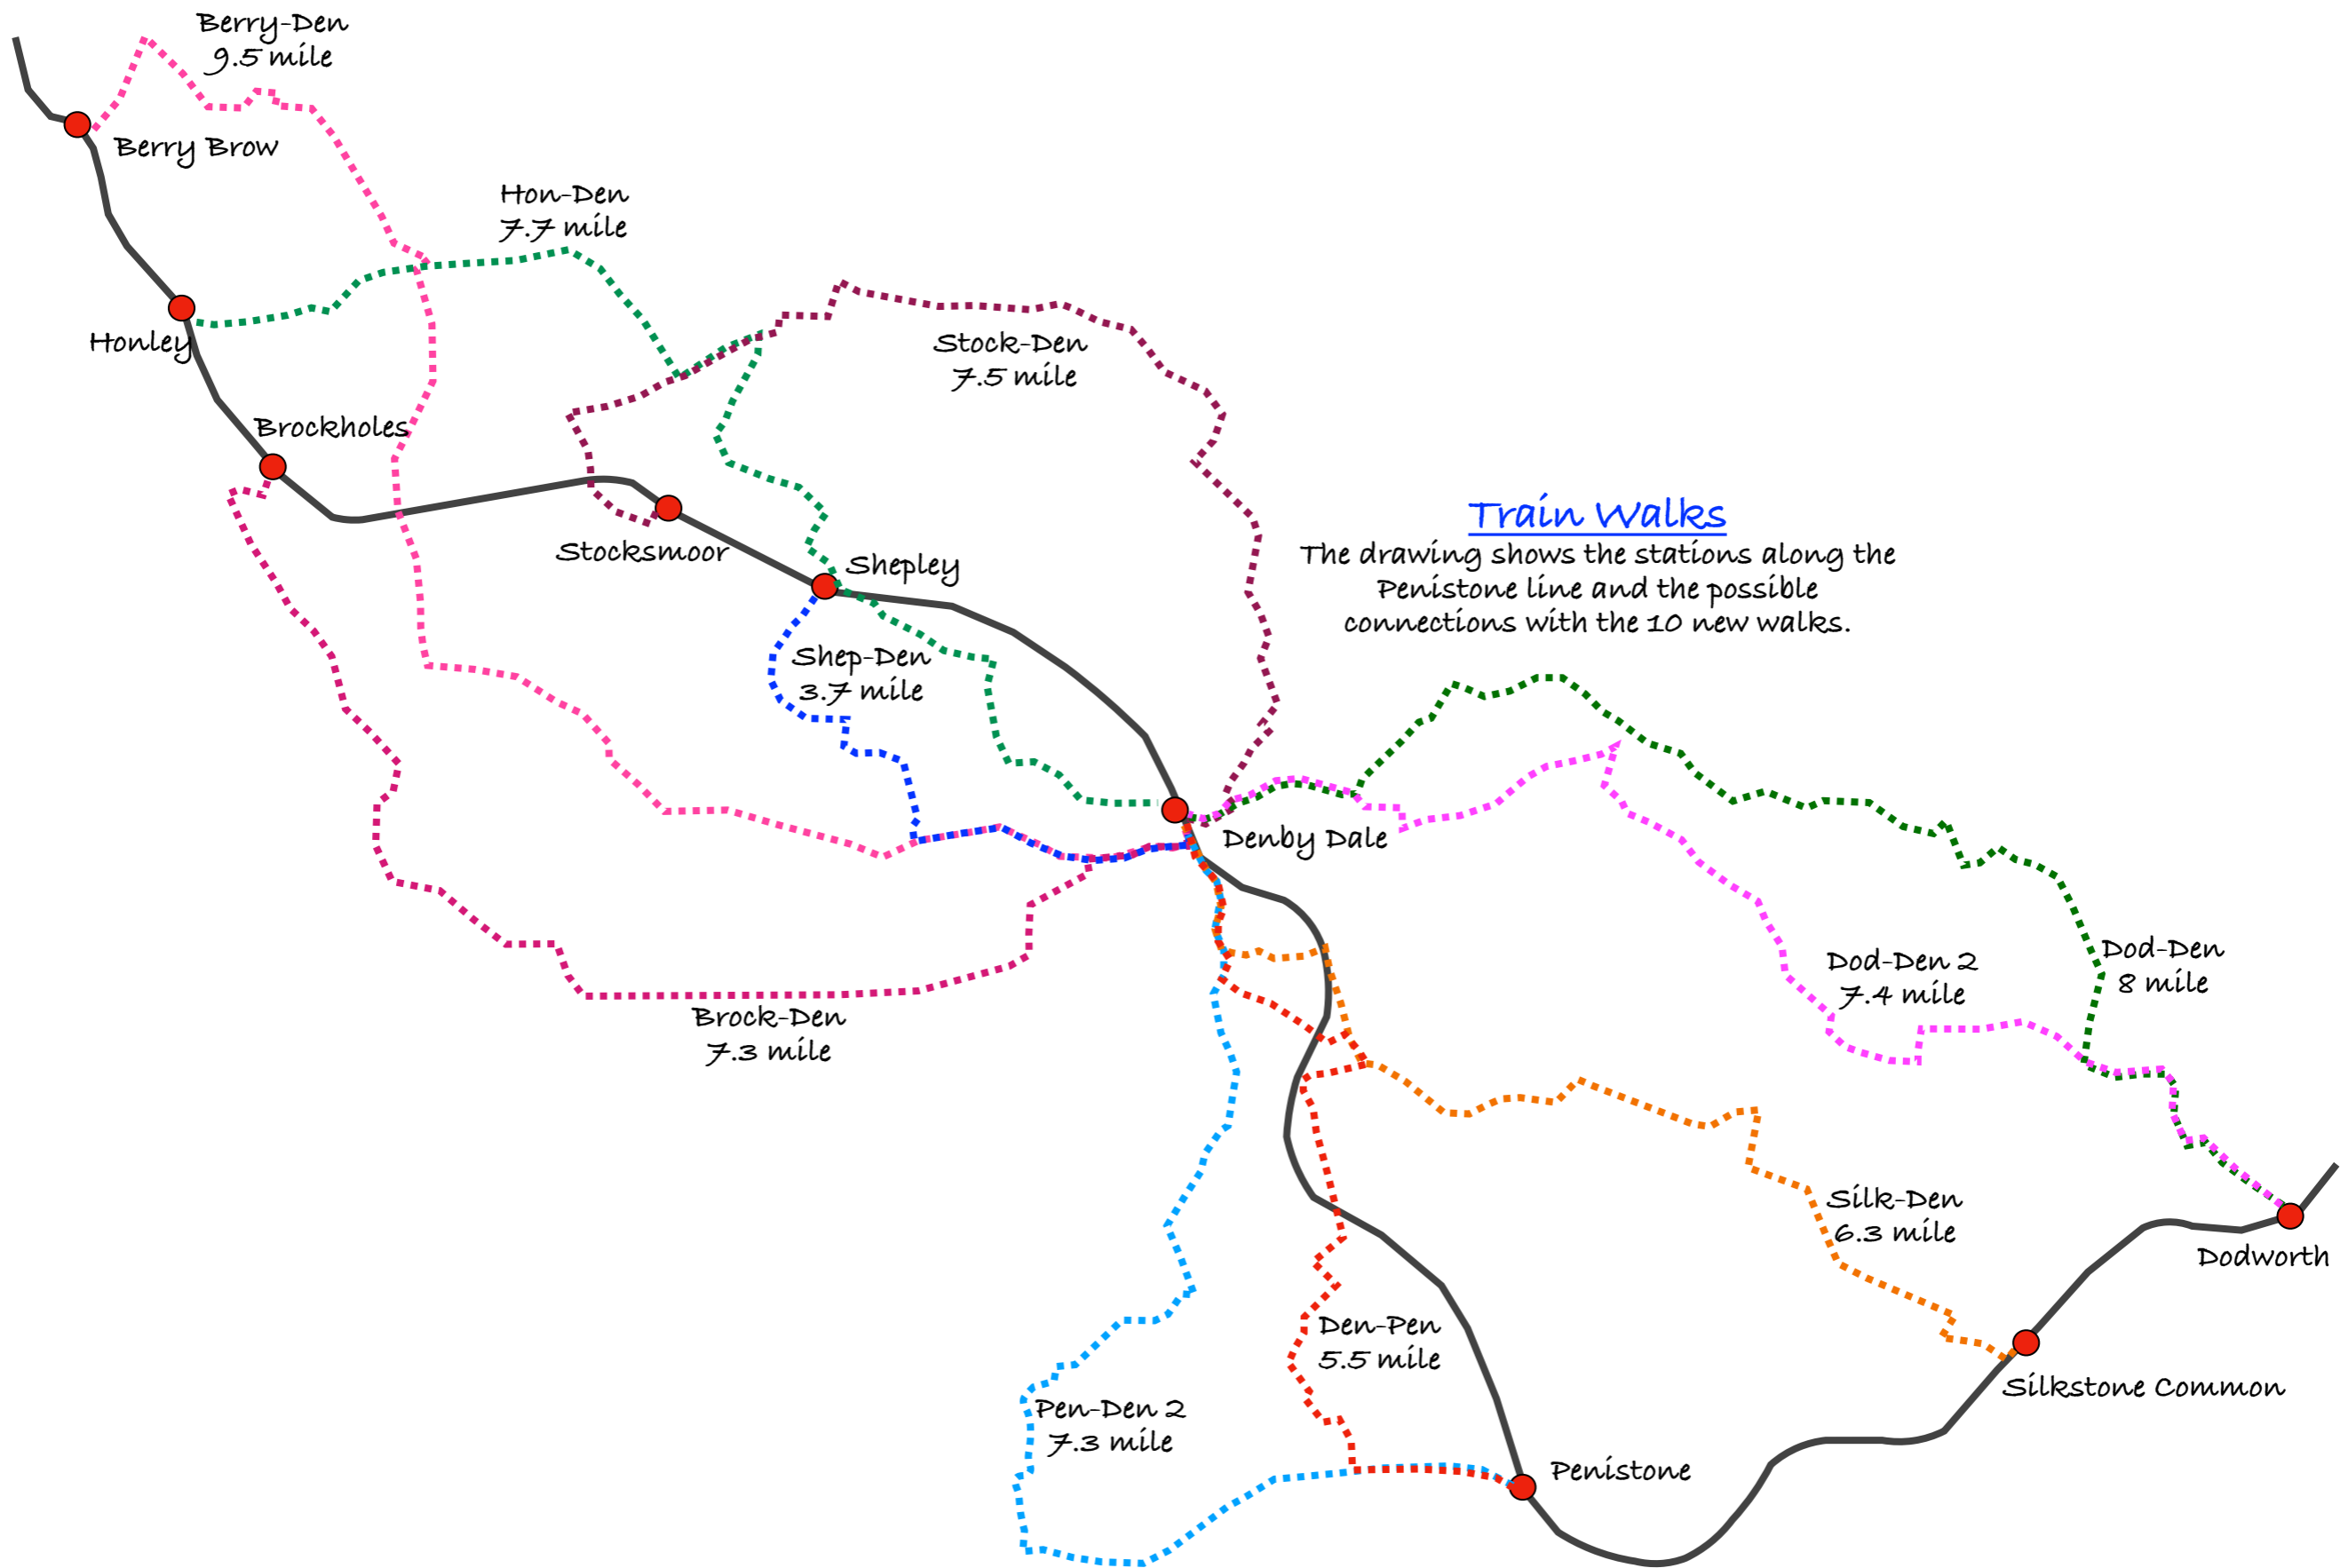 Berry-Den
9.5 mile
Berry Brow
Hon-Den
7.7 mile
Honley
Stock-Den
7.5 mile
Brockholes
Stocksmoor
Shepley
Train Walks
The drawing shows the stations along the
Penistone line and the possible
connections with the 10 new walks.
Shep-Den
3.7 mile
Denby Dale
Dod-Den 2
7.4 mile
Dod-Den
8 mile
Brock-Den
7.3 mile
Silk-Den
6.3 mile
Dodworth
Den-Pen
5.5 mile
Silkstone Common
Pen-Den 2
7.3 mile
Penistone